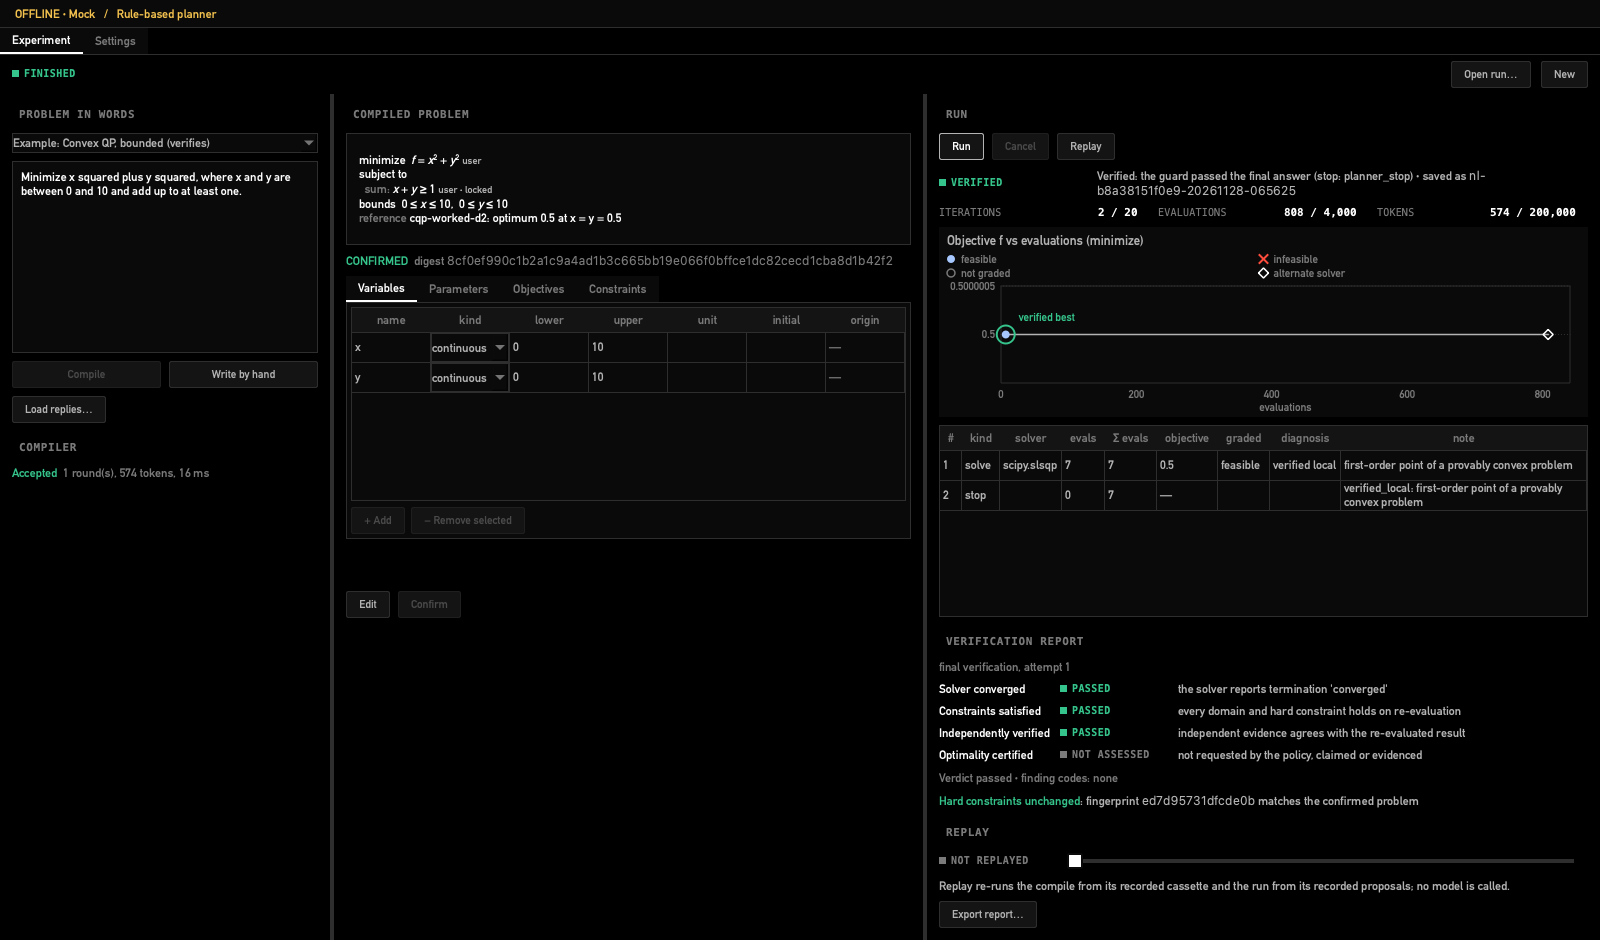 OFFLINE • Mock / Rule-based planner
Experiment Settings
FINISHED
Open run... New
PROBLEM IN WORDS
Example: Convex QP, bounded (verifies)
Minimize x squared plus y squared, where x and y are
between 0 and 10 and add up to at least one.
Compile Write by hand
Load replies...
COMPILER
Accepted 1 round(s), 574 tokens, 16 ms
COMPILED PROBLEM
minimize f = x² + y² user
subject to
sum: x + y ≥ 1 user • locked
bounds 0 ≤ x ≤ 10, 0 ≤ y ≤ 10
reference cqp-worked-d2: optimum 0.5 at x = y = 0.5
CONFIRMED digest 8cf0ef990c1b2a1c9a4ad1b3c665bb19e066f0bffce1dc82cecd1cba8d1b42f2
Variables Parameters Objectives Constraints
name kind lower upper unit initial origin
x continuous 0 10 —
y continuous 0 10 —
+ Add − Remove selected
Edit Confirm
RUN
Run Cancel Replay
VERIFIED
Verified: the guard passed the final answer (stop: planner_stop) • saved as nl-
b8a38151f0e9-20261128-065625
ITERATIONS 2 / 20 EVALUATIONS 808 / 4,000 TOKENS 574 / 200,000
Objective f vs evaluations (minimize)
feasible infeasible
not graded alternate solver
0.5000005
verified best
0.5
0 200 400 600 800
evaluations
# kind solver evals Σ evals objective graded diagnosis note
1 solve scipy.slsqp 7 7 0.5 feasible verified local first-order point of a provably convex problem
2 stop 0 7 — verified_local: first-order point of a provably
convex problem
VERIFICATION REPORT
final verification, attempt 1
Solver converged PASSED the solver reports termination 'converged'
Constraints satisfied PASSED every domain and hard constraint holds on re-evaluation
Independently verified PASSED independent evidence agrees with the re-evaluated result
Optimality certified NOT ASSESSED not requested by the policy, claimed or evidenced
Verdict passed • finding codes: none
Hard constraints unchanged: fingerprint ed7d95731dfcde0b matches the confirmed problem
REPLAY
NOT REPLAYED
Replay re-runs the compile from its recorded cassette and the run from its recorded proposals; no model is called.
Export report...